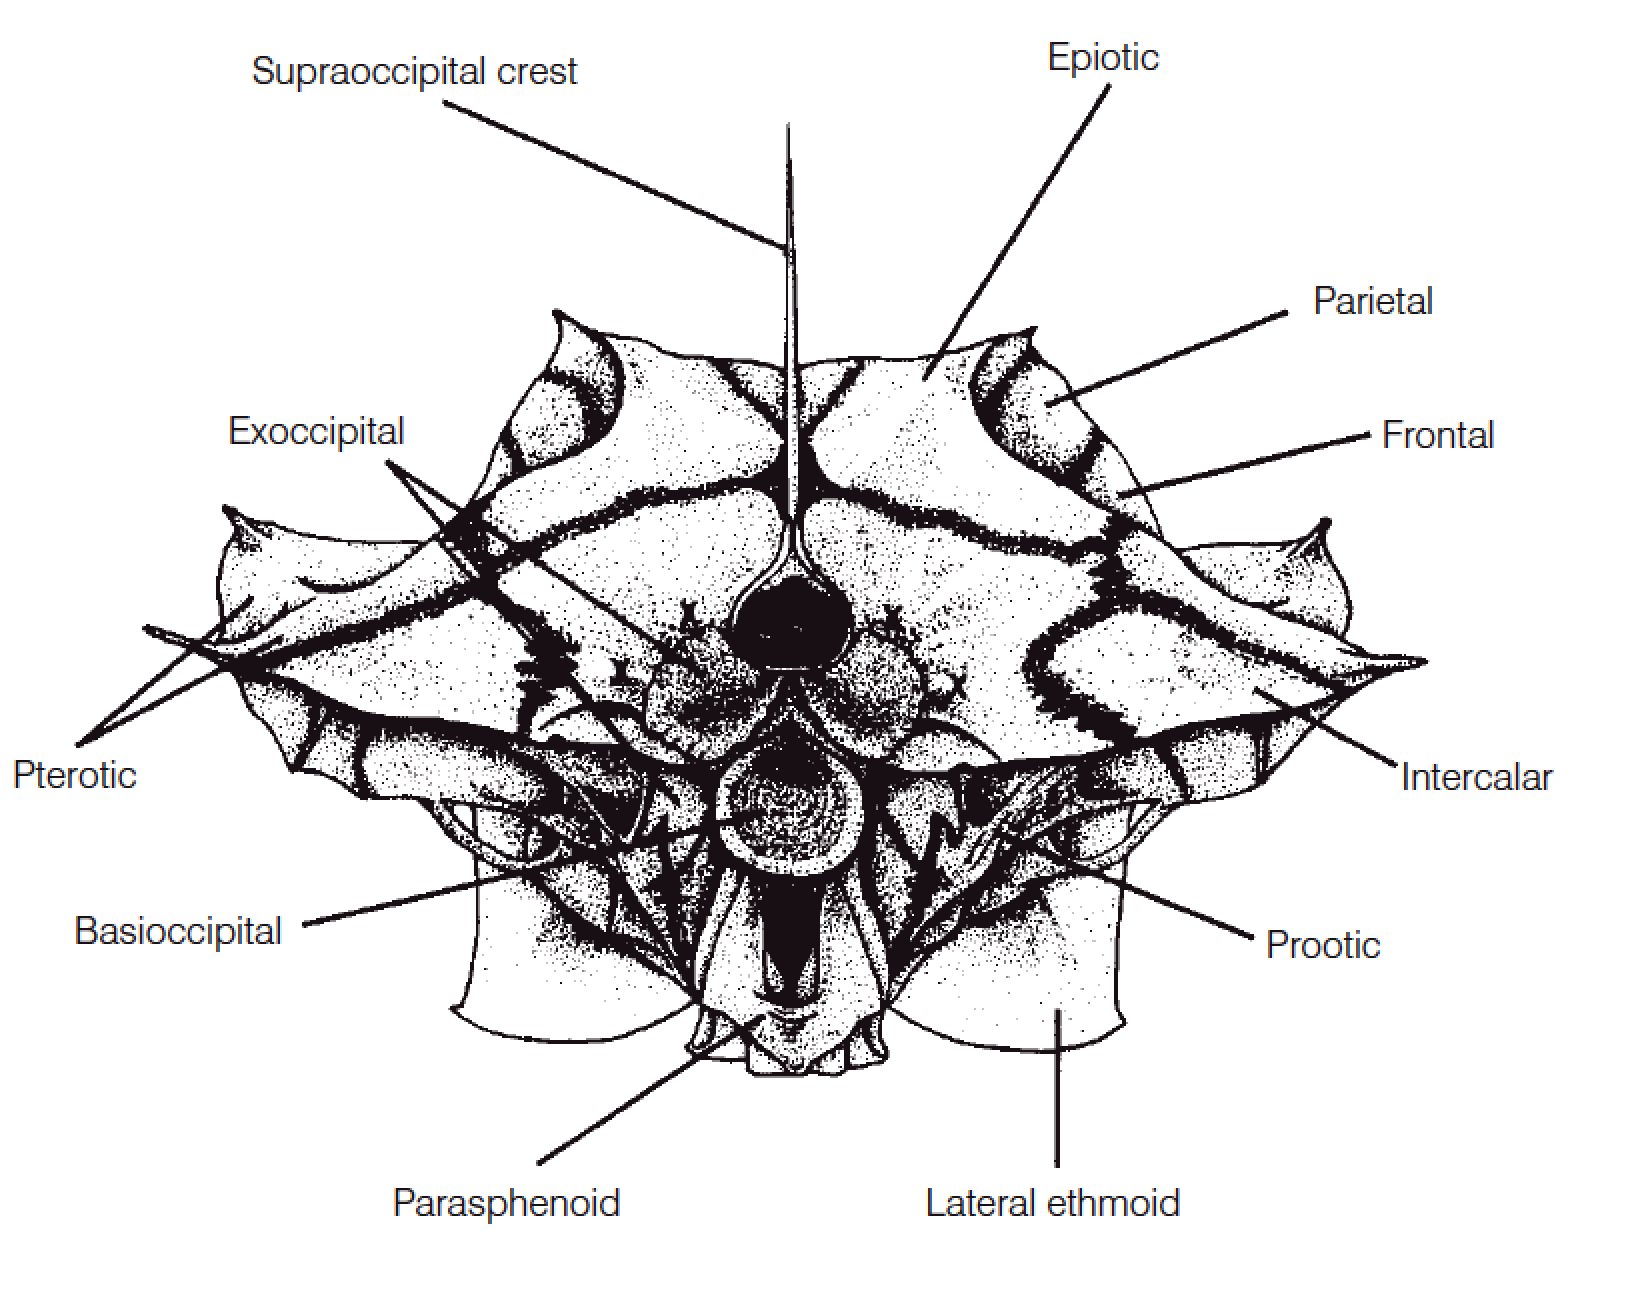 Supraoccipital crest
Epiotic
Parietal
Exoccipital
Frontal
Pterotic
Intercalar
Basioccipital
Prootic
Parasphenoid
Lateral ethmoid